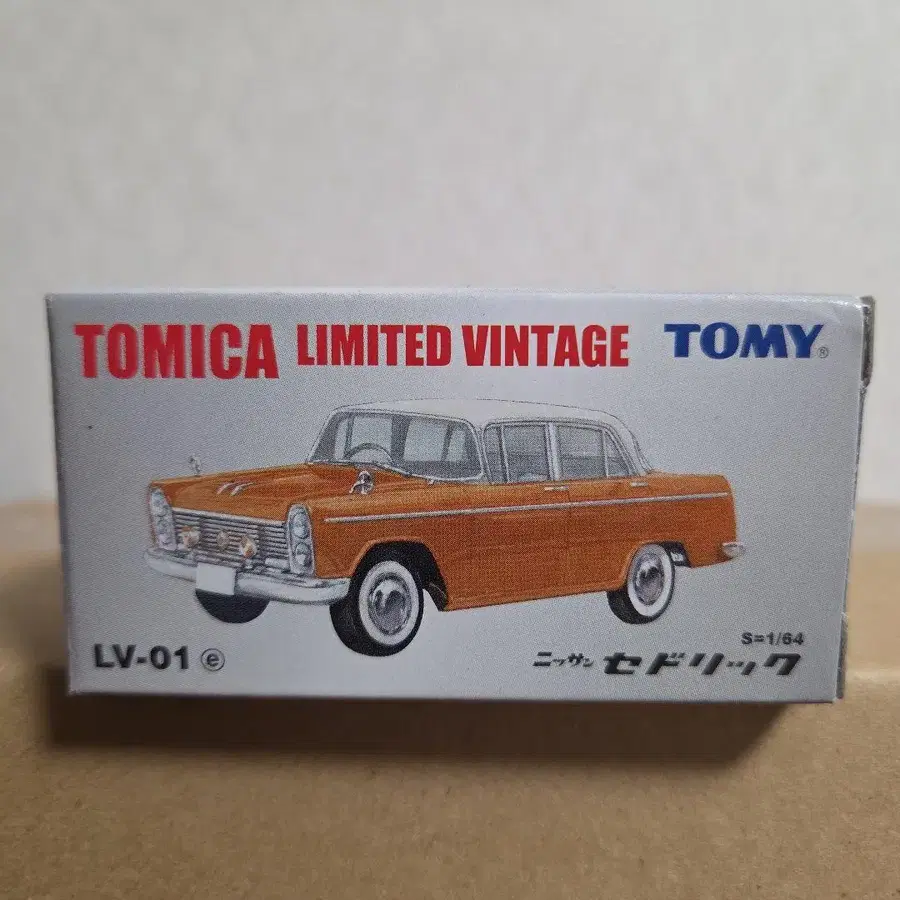 TOMICA LIMITED VINTAGE TOMY®
S=1/64
LV-01 ⓔ ニッサン セドリック